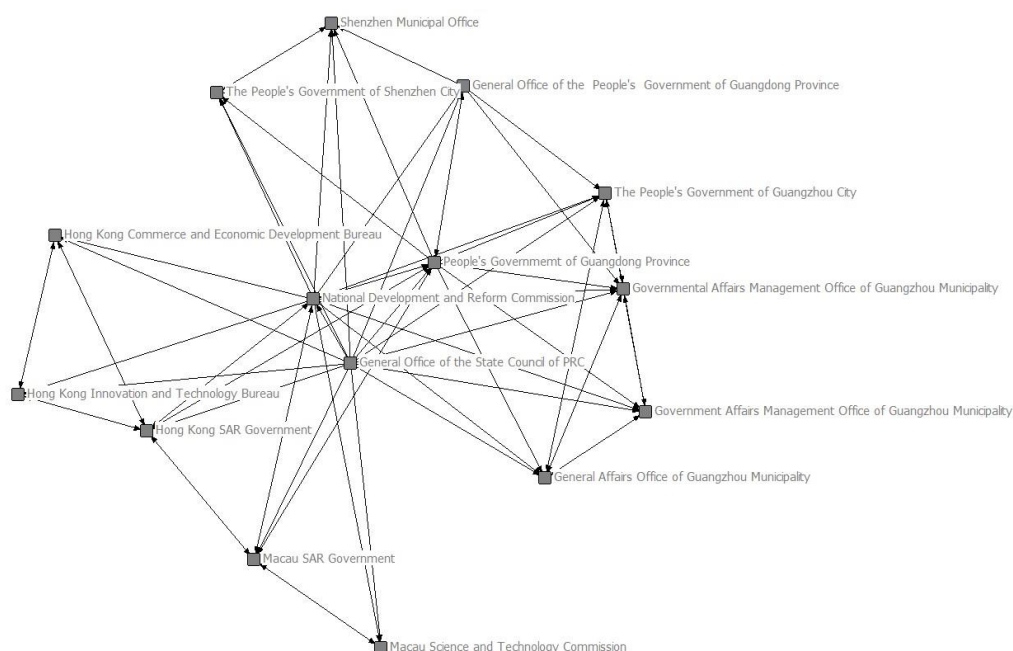 Shenzhen Municipal Office
General Office of the People's Government of Guangdong Province
The People's Government of Shenzhen City
The People's Government of Guangzhou City
Hong Kong Commerce and Economic Development Bureau
People's Government of Guangdong Province
Governmental Affairs Management Office of Guangzhou Municipality
National Development and Reform Commission
General Office of the State Council of PRC
Hong Kong Innovation and Technology Bureau
Government Affairs Management Office of Guangzhou Municipality
Hong Kong SAR Government
General Affairs Office of Guangzhou Municipality
Macau SAR Government
Macau Science and Technology Commission